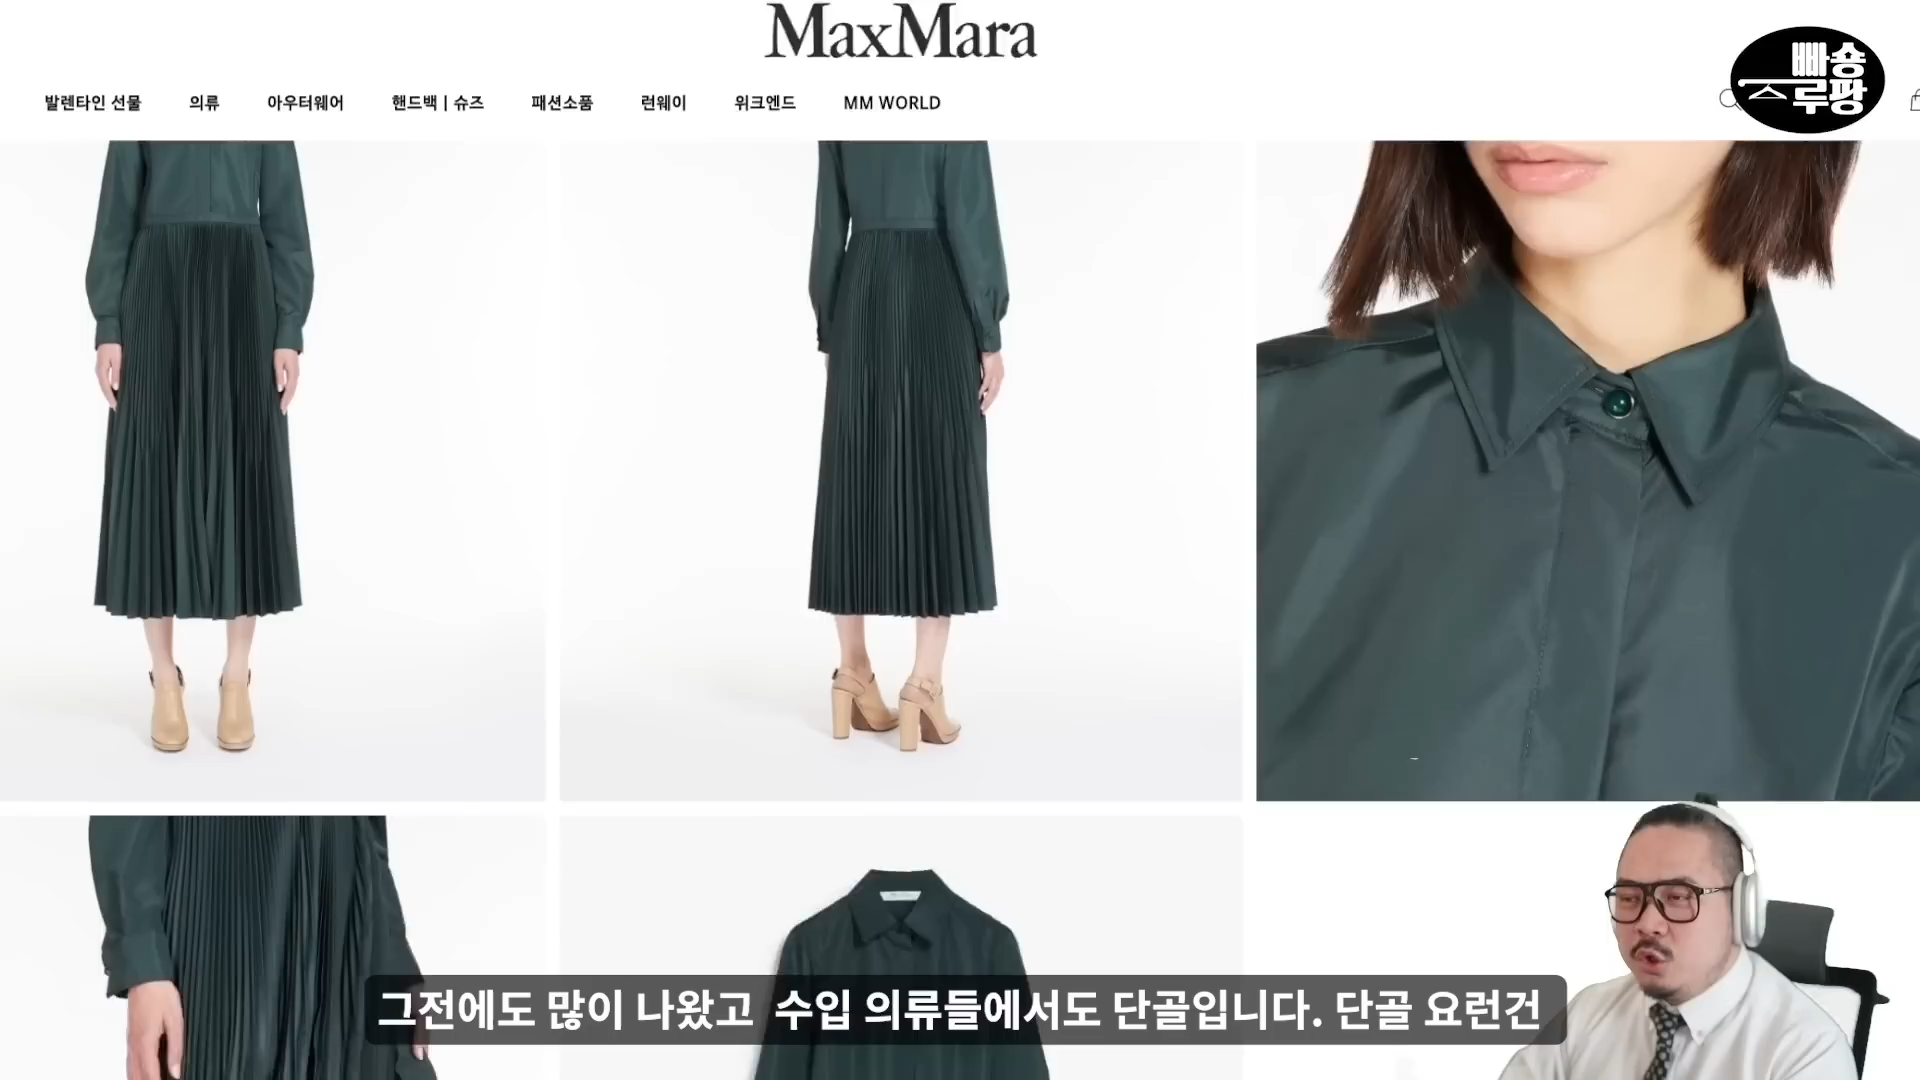 MaxMara
발렌타인 선물 의류 아우터웨어 핸드백 | 슈즈 패션소품 런웨이 위크엔드 MM WORLD
빠숑
루팡
그전에도 많이 나왔고 수입 의류들에서도 단골입니다. 단골 요런건